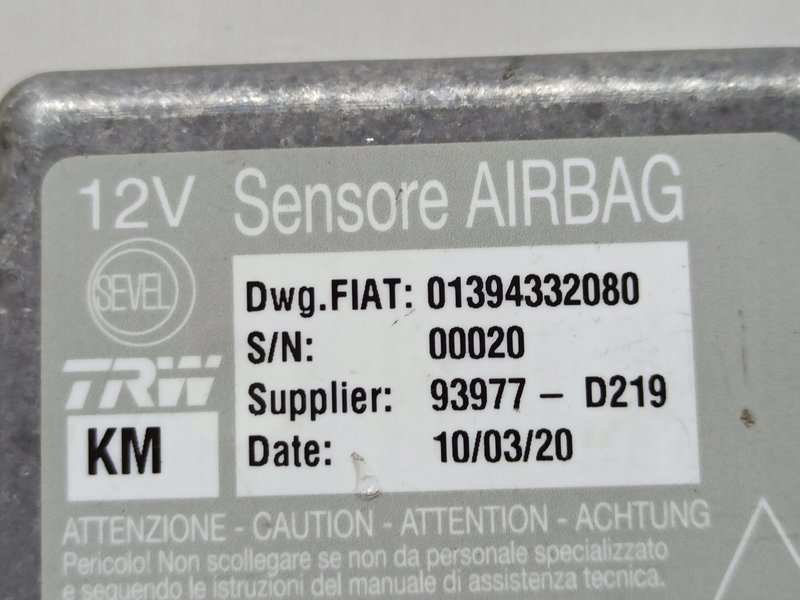 12V Sensore AIRBAG
SEVEL
Dwg.FIAT: 01394332080
S/N: 00020
TRW
Supplier: 93977 - D219
KM
Date: 10/03/20
ATTENZIONE - CAUTION - ATTENTION - ACHTUNG
Pericolo! Non scollegare se non da personale specializzato
e seguendo le istruzioni del manuale di assistenza tecnica.